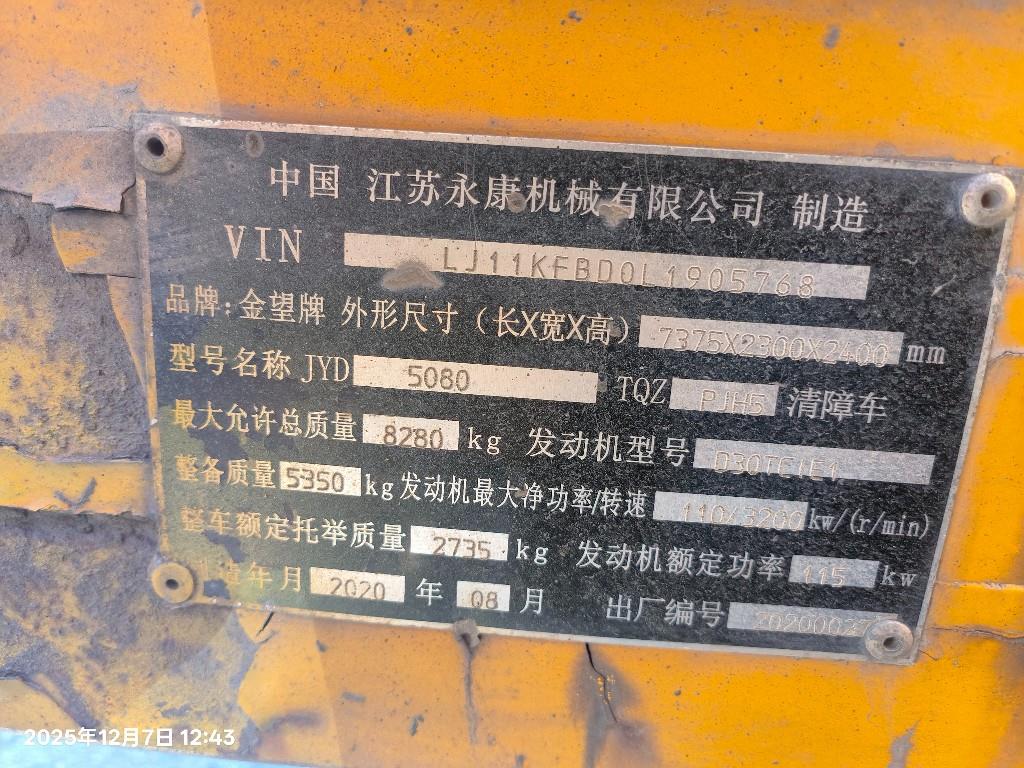 中国 江苏永康机械有限公司 制造
VIN LJ11KFBD0L1905768
品牌:金望牌 外形尺寸(长X宽X高) 7375X2300X2400 mm
型号名称 JYD 5080 TQZ PJH5 清障车
最大允许总质量 8280 kg 发动机型号
整备质量 5350 kg 发动机最大净功率/转速 110/3200 kw/(r/min)
整车额定托举质量 2735 kg 发动机额定功率 115 kw
年月 2020 年 08 月 出厂编号
2025年12月7日 12:43